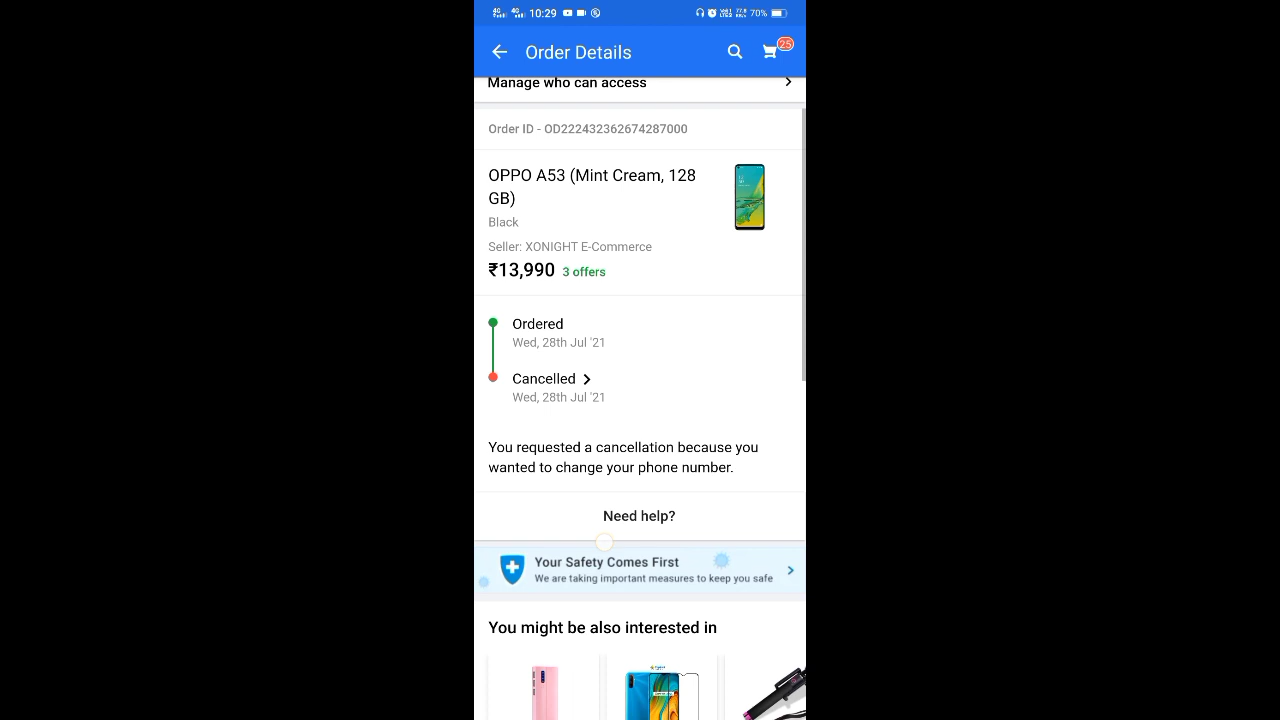 10:29
70%
Order Details
25
Manage who can access
Order ID - OD222432362674287000
OPPO A53 (Mint Cream, 128
GB)
Black
Seller: XONIGHT E-Commerce
₹13,990 3 offers
Ordered
Wed, 28th Jul '21
Cancelled
Wed, 28th Jul '21
You requested a cancellation because you
wanted to change your phone number.
Need help?
Your Safety Comes First
We are taking important measures to keep you safe
You might be also interested in